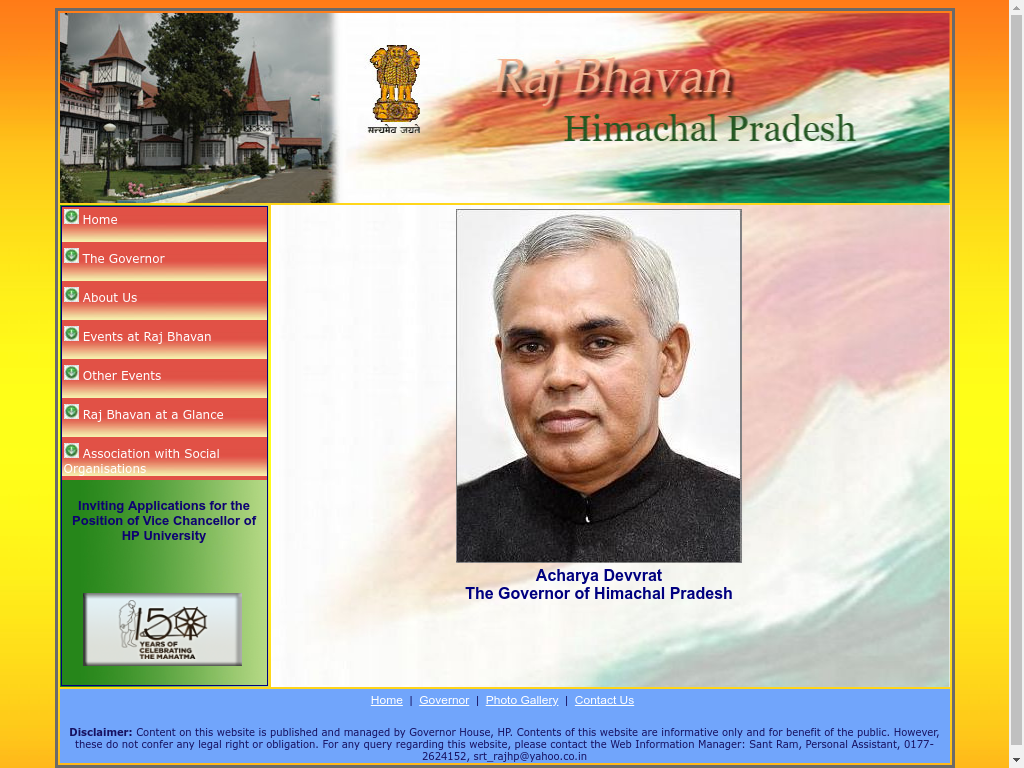 सत्यमेव जयते
Raj Bhavan
Himachal Pradesh
Home
The Governor
About Us
Events at Raj Bhavan
Other Events
Raj Bhavan at a Glance
Association with Social
Organisations
Inviting Applications for the
Position of Vice Chancellor of
HP University
150
YEARS OF
CELEBRATING
THE MAHATMA
Acharya Devvrat
The Governor of Himachal Pradesh
Home | Governor | Photo Gallery | Contact Us
Disclaimer: Content on this website is published and managed by Governor House, HP. Contents of this website are informative only and for benefit of the public. However,
these do not confer any legal right or obligation. For any query regarding this website, please contact the Web Information Manager: Sant Ram, Personal Assistant, 0177-
2624152, srt_rajhp@yahoo.co.in